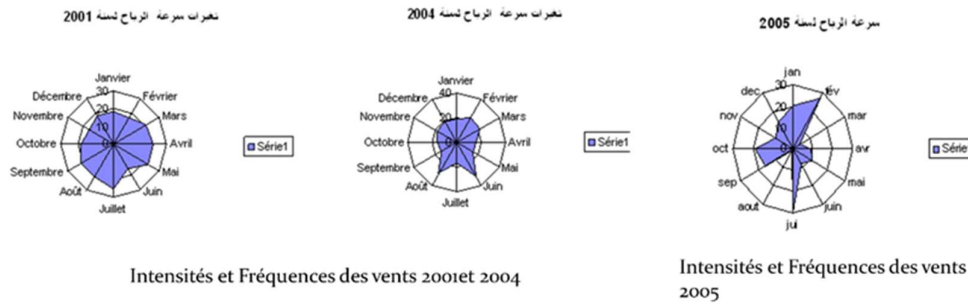 تغيرات سرعة الرياح لسنة 2001
Janvier
30
20
10
0
Février
Mars
Avril
Mai
Juin
Juillet
Août
Septembre
Octobre
Novembre
Décembre
Série1
تغيرات سرعة الرياح لسنة 2004
Janvier
40
20
0
Février
Mars
Avril
Mai
Juin
Juillet
Août
Septembre
Octobre
Novembre
Décembre
Série1
سرعة الرياح لسنة 2005
jan
30
20
10
0
fév
mar
avr
mai
juin
jui
aout
sep
oct
nov
dec
Série
Intensités et Fréquences des vents 2001et 2004
Intensités et Fréquences des vents
2005